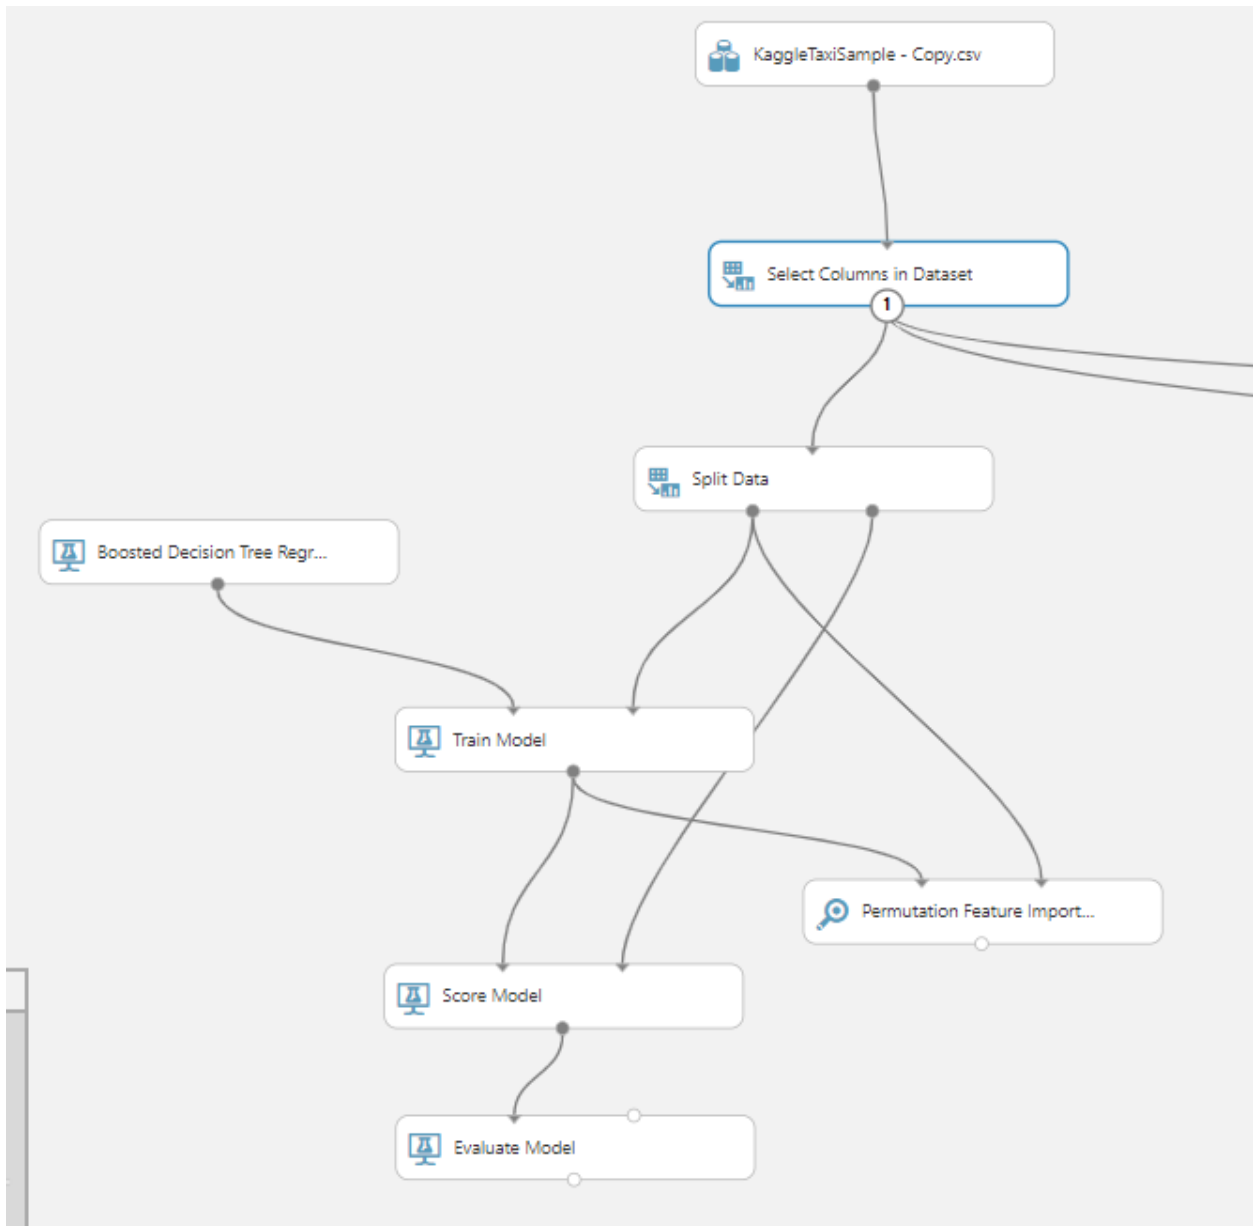 KaggleTaxiSample - Copy.csv
Select Columns in Dataset
1
Split Data
Boosted Decision Tree Regr...
Train Model
Permutation Feature Import...
Score Model
Evaluate Model